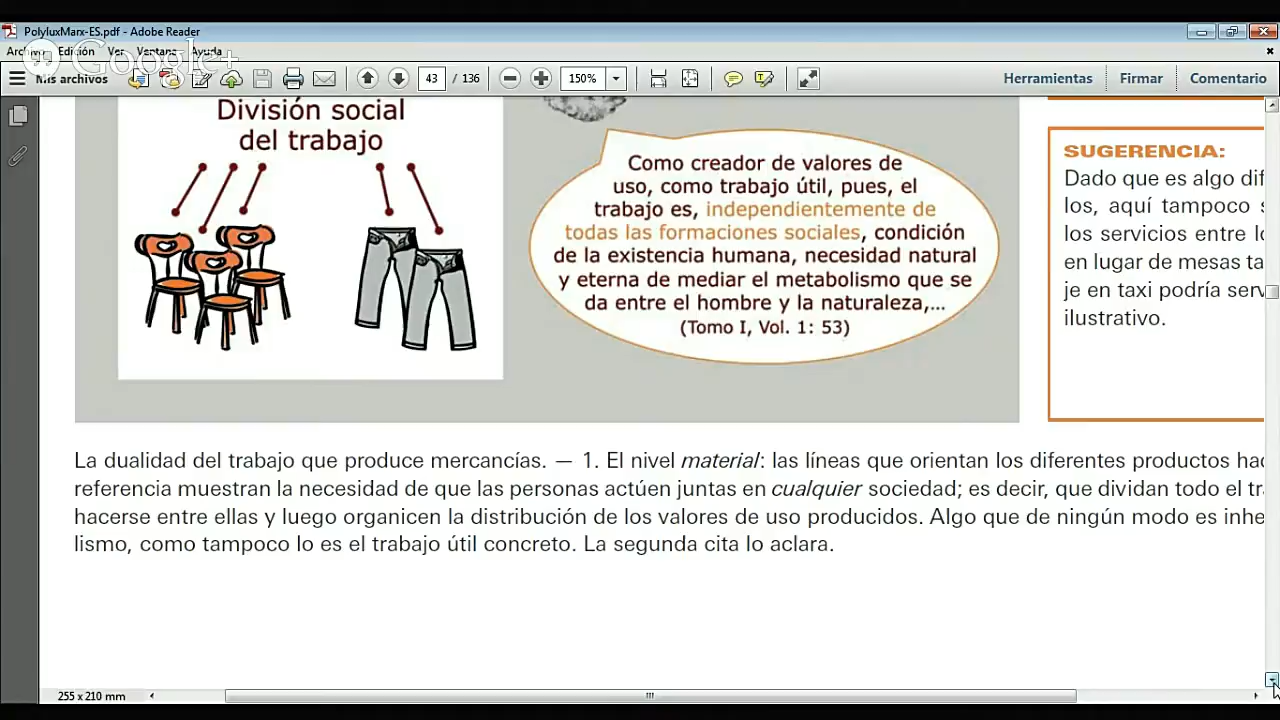 PolyluxMarx-ES.pdf - Adobe Reader
Archivo Edición Ver Ventana Ayuda
Google+
Mis archivos
43 / 136
150%
Herramientas
Firmar
Comentario
División social
del trabajo
Como creador de valores de
uso, como trabajo útil, pues, el
trabajo es, independientemente de
todas las formaciones sociales, condición
de la existencia humana, necesidad natural
y eterna de mediar el metabolismo que se
da entre el hombre y la naturaleza,...
(Tomo I, Vol. 1: 53)
SUGERENCIA:
Dado que es algo dif
los, aquí tampoco s
los servicios entre l
en lugar de mesas ta
je en taxi podría serv
ilustrativo.
La dualidad del trabajo que produce mercancías. — 1. El nivel material: las líneas que orientan los diferentes productos hac
referencia muestran la necesidad de que las personas actúen juntas en cualquier sociedad; es decir, que dividan todo el tr
hacerse entre ellas y luego organicen la distribución de los valores de uso producidos. Algo que de ningún modo es inhe
lismo, como tampoco lo es el trabajo útil concreto. La segunda cita lo aclara.
255 x 210 mm